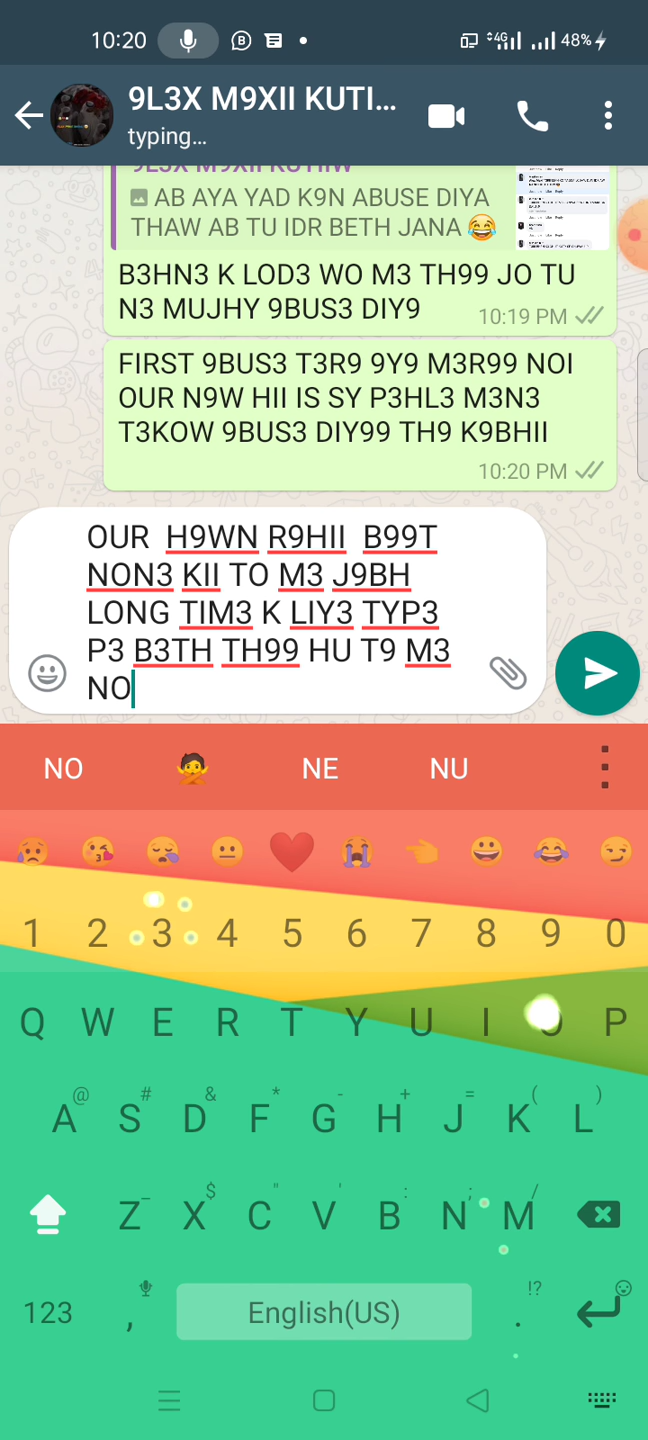 10:20
4G
48%
9L3X M9XII KUTI...
typing...
9L3X M9XII KUTIIW
AB AYA YAD K9N ABUSE DIYA
THAW AB TU IDR BETH JANA 😂
B3HN3 K LOD3 WO M3 TH99 JO TU
N3 MUJHY 9BUS3 DIY9
10:19 PM
FIRST 9BUS3 T3R9 9Y9 M3R99 NOI
OUR N9W HII IS SY P3HL3 M3N3
T3KOW 9BUS3 DIY99 TH9 K9BHII
10:20 PM
OUR H9WN R9HII B99T
NON3 KII TO M3 J9BH
LONG TIM3 K LIY3 TYP3
P3 B3TH TH99 HU T9 M3
NO
NO 🙅 NE NU
1 2 3 4 5 6 7 8 9 0
Q W E R T Y U I O P
@ # & * - + = ( )
A S D F G H J K L
_ $ " ' : ; /
Z X C V B N M
!?
123 , English(US) .